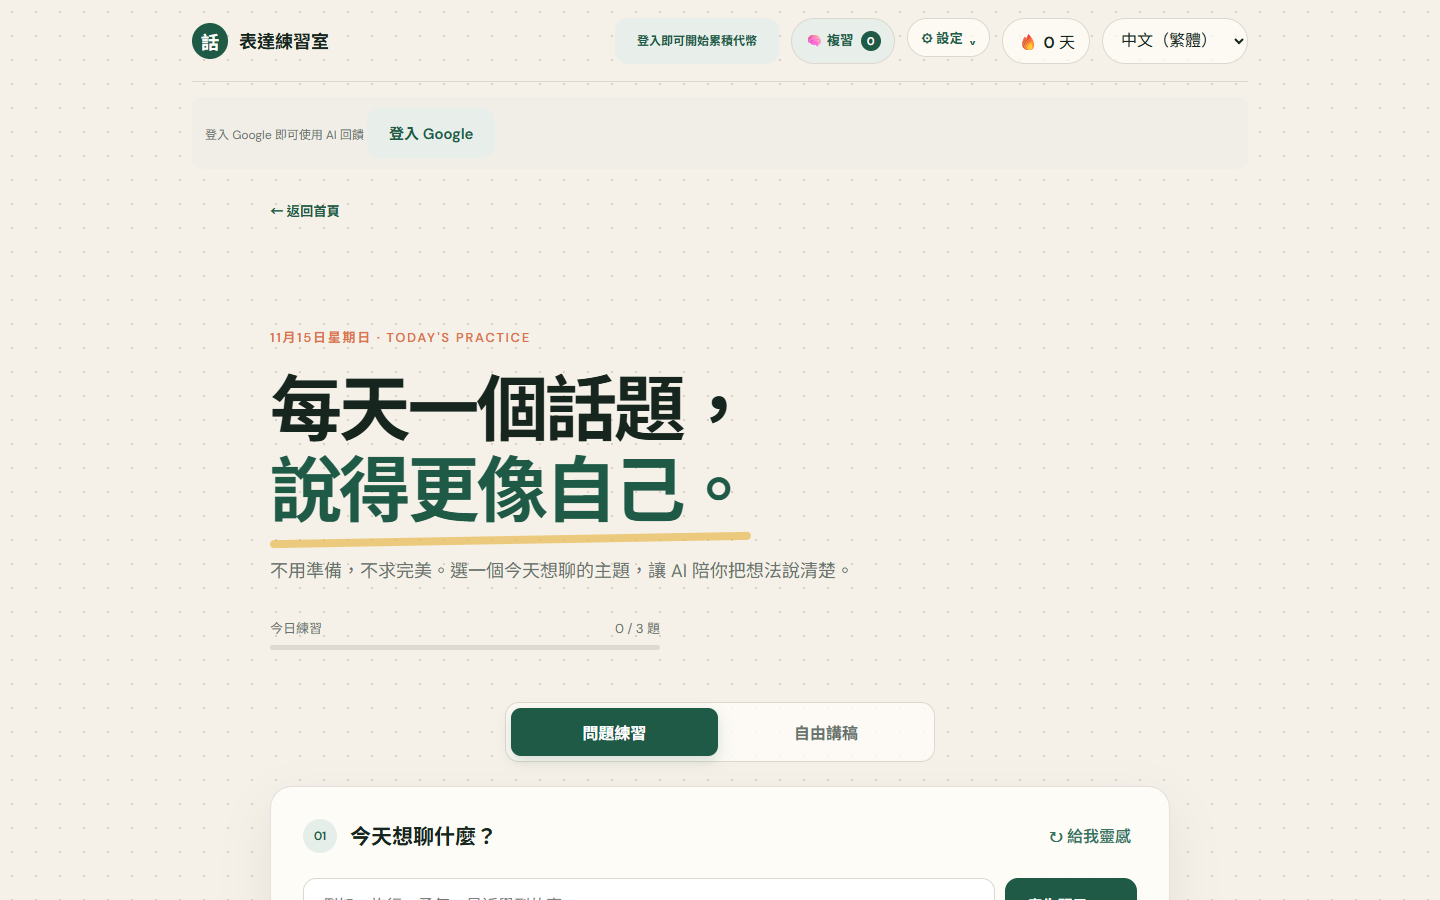 話 表達練習室
登入即可開始累積代幣
複習 0
設定
0 天
中文（繁體）
登入 Google 即可使用 AI 回饋
登入 Google
← 返回首頁
11月15日星期日 · TODAY'S PRACTICE
每天一個話題，
說得更像自己。
不用準備，不求完美。選一個今天想聊的主題，讓 AI 陪你把想法說清楚。
今日練習
0 / 3 題
問題練習
自由講稿
01
今天想聊什麼？
↻ 給我靈感